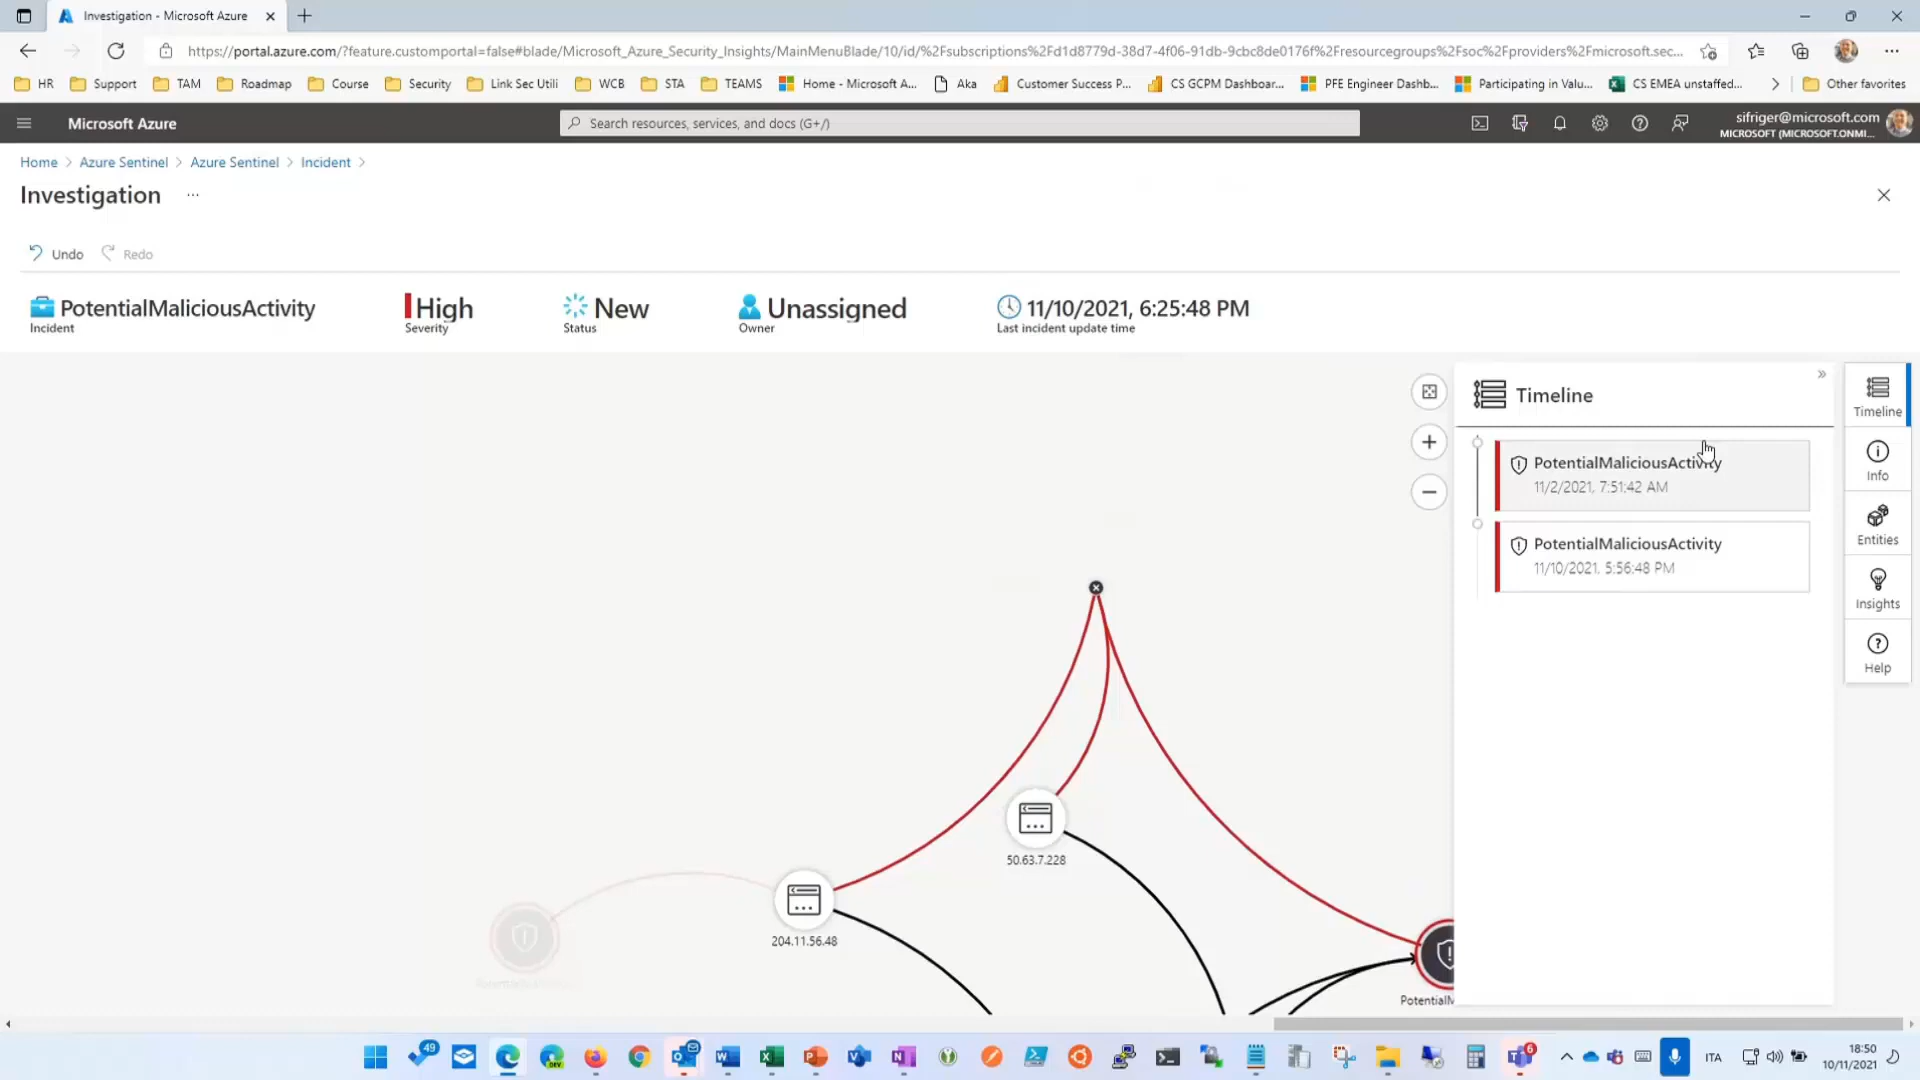 Investigation - Microsoft Azure
https://portal.azure.com/?feature.customportal=false#blade/Microsoft_Azure_Security_Insights/MainMenuBlade/10/id/%2Fsubscriptions%2Fd1d8779d-38d7-4f06-91db-9cbc8de0176f%2Fresourcegroups%2Fsoc%2Fproviders%2Fmicrosoft.sec...
HR Support TAM Roadmap Course Security Link Sec Utili WCB STA TEAMS Home - Microsoft A... Aka Customer Success P... CS GCPM Dashboar... PFE Engineer Dashb... Participating in Valu... CS EMEA unstaffed... Other favorites
Microsoft Azure
Search resources, services, and docs (G+/)
sifriger@microsoft.com
MICROSOFT (MICROSOFT.ONMI...
Home > Azure Sentinel > Azure Sentinel > Incident >
Investigation ...
Undo Redo
PotentialMaliciousActivity
Incident
High
Severity
New
Status
Unassigned
Owner
11/10/2021, 6:25:48 PM
Last incident update time
Timeline
PotentialMaliciousActivity
11/2/2021, 7:51:42 AM
PotentialMaliciousActivity
11/10/2021, 5:56:48 PM
Timeline
Info
Entities
Insights
Help
50.63.7.228
204.11.56.48
PotentialM
49
DEV
6
ITA
18:50
10/11/2021